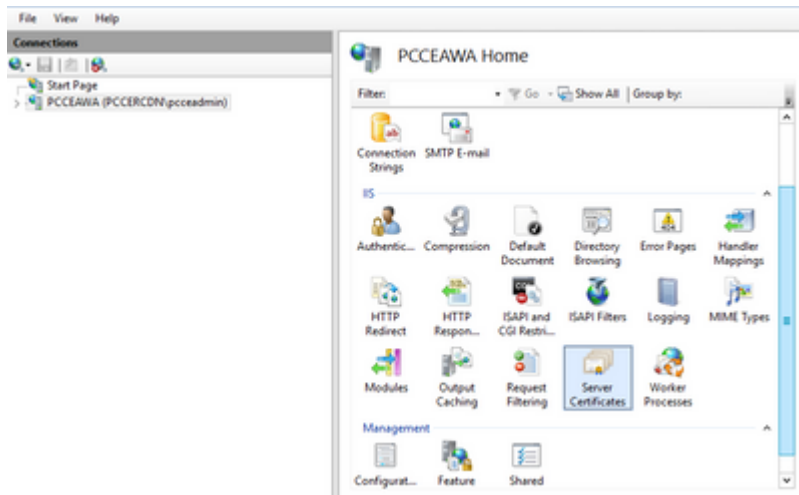 File View Help
Connections
Start Page
PCCEAWA (PCCERCDN\pcceadmin)
PCCEAWA Home
Filter: Go Show All Group by:
Connection Strings
SMTP E-mail
IIS
Authentic...
Compression
Default Document
Directory Browsing
Error Pages
Handler Mappings
HTTP Redirect
HTTP Respon...
ISAPI and CGI Restri...
ISAPI Filters
Logging
MIME Types
Modules
Output Caching
Request Filtering
Server Certificates
Worker Processes
Management
Configurat...
Feature
Shared